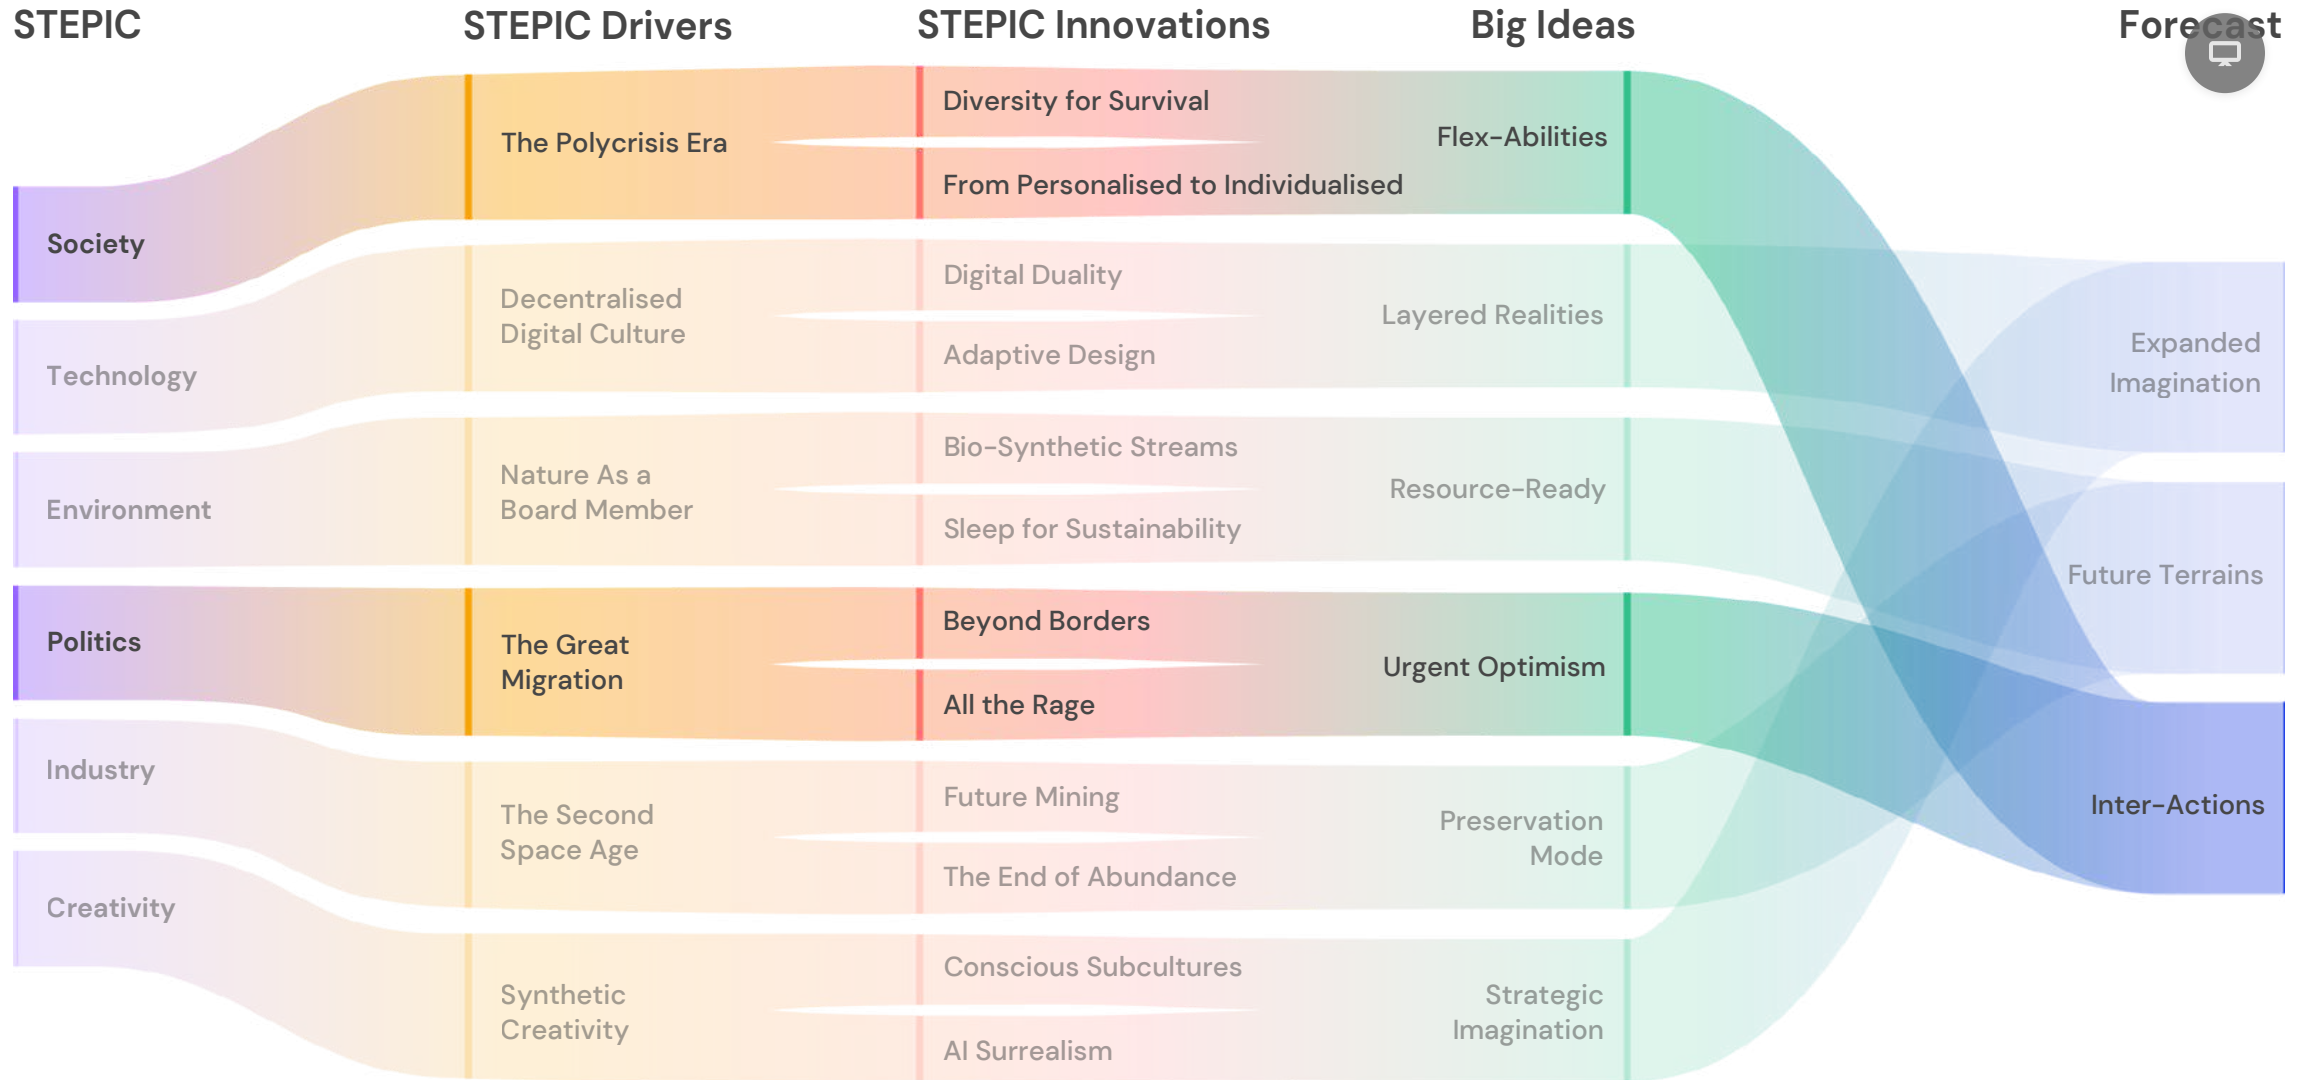 STEPIC
STEPIC Drivers
STEPIC Innovations
Big Ideas
Forecast
Society
Technology
Environment
Politics
Industry
Creativity
The Polycrisis Era
Decentralised
Digital Culture
Nature As a
Board Member
The Great
Migration
The Second
Space Age
Synthetic
Creativity
Diversity for Survival
From Personalised to Individualised
Digital Duality
Adaptive Design
Bio-Synthetic Streams
Sleep for Sustainability
Beyond Borders
All the Rage
Future Mining
The End of Abundance
Conscious Subcultures
AI Surrealism
Flex-Abilities
Layered Realities
Resource-Ready
Urgent Optimism
Preservation
Mode
Strategic
Imagination
Expanded
Imagination
Future Terrains
Inter-Actions